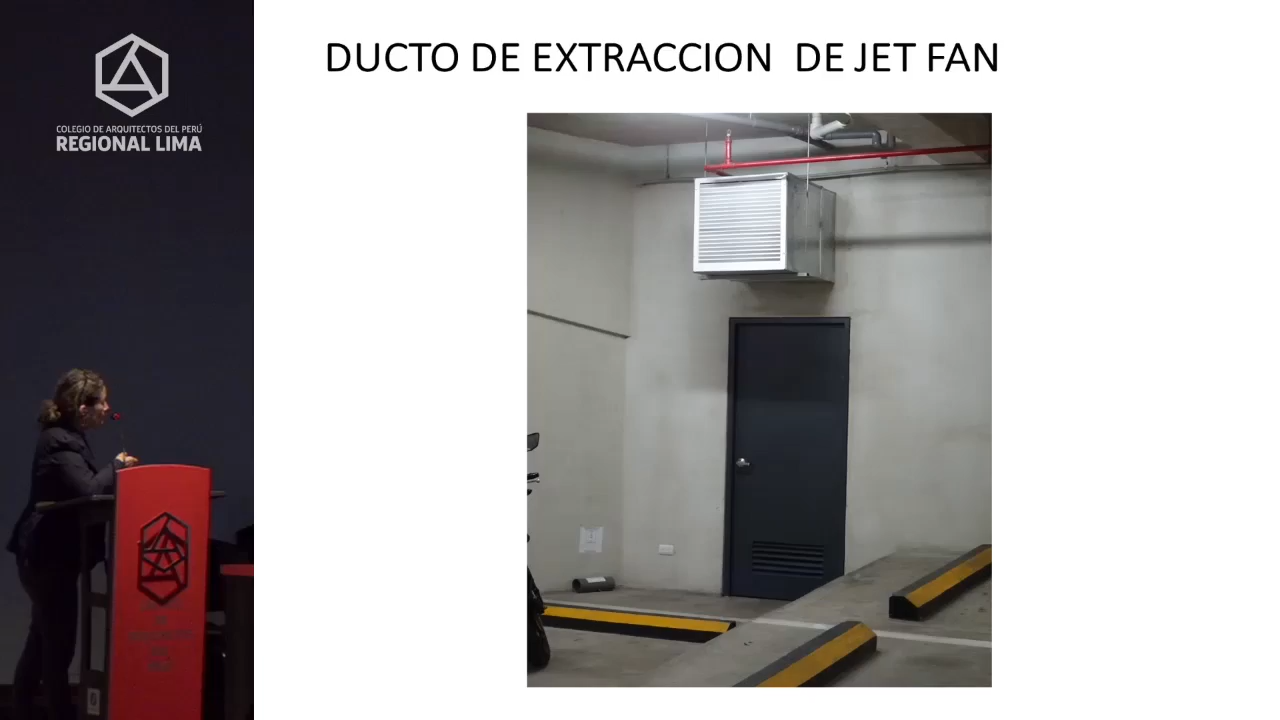 COLEGIO DE ARQUITECTOS DEL PERÚ
REGIONAL LIMA
DUCTO DE EXTRACCION DE JET FAN